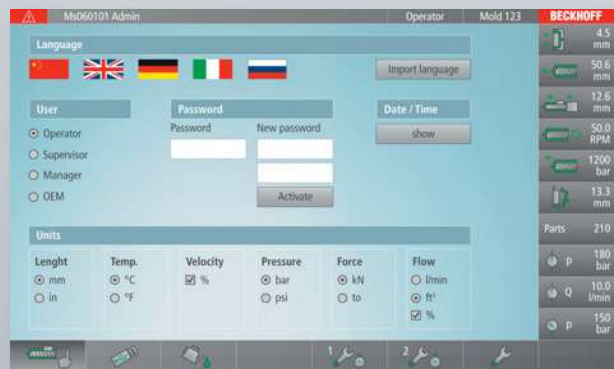 Ms060101 Admin
Operator
Mold 123
BECKHOFF
Language
Import language
User
Operator
Supervisor
Manager
OEM
Password
Password
New password
Activate
Date / Time
show
Units
Lenght
mm
in
Temp.
°C
°F
Velocity
%
Pressure
bar
psi
Force
kN
to
Flow
l/min
ft³
%
4.5
mm
50.6
mm
12.6
mm
50.0
RPM
1200
bar
13.3
mm
Parts 210
180
P bar
10.0
Q l/min
150
P bar
1
2